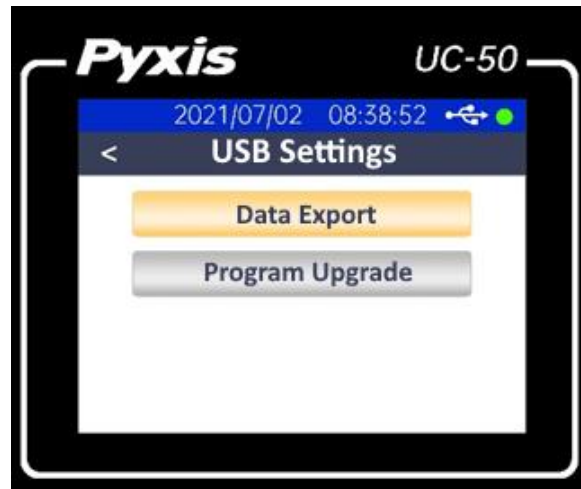 Pyxis UC-50
2021/07/02 08:38:52
< USB Settings
Data Export
Program Upgrade